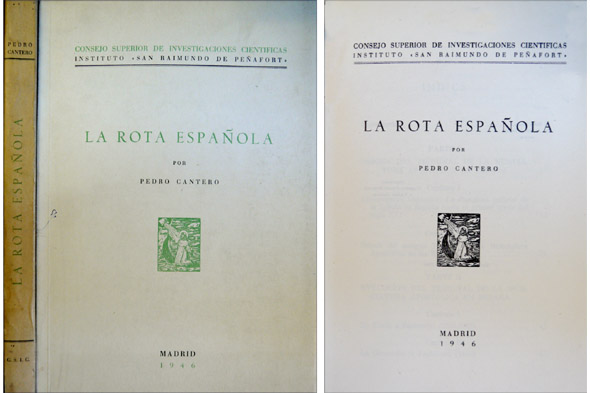 PEDRO
CANTERO
LA ROTA ESPAÑOLA
C. S. I. C.
CONSEJO SUPERIOR DE INVESTIGACIONES CIENTIFICAS
INSTITUTO «SAN RAIMUNDO DE PEÑAFORT»
LA ROTA ESPAÑOLA
POR
PEDRO CANTERO
MADRID
1946
CONSEJO SUPERIOR DE INVESTIGACIONES CIENTIFICAS
INSTITUTO «SAN RAIMUNDO DE PEÑAFORT»
LA ROTA ESPAÑOLA
POR
PEDRO CANTERO
MADRID
1946